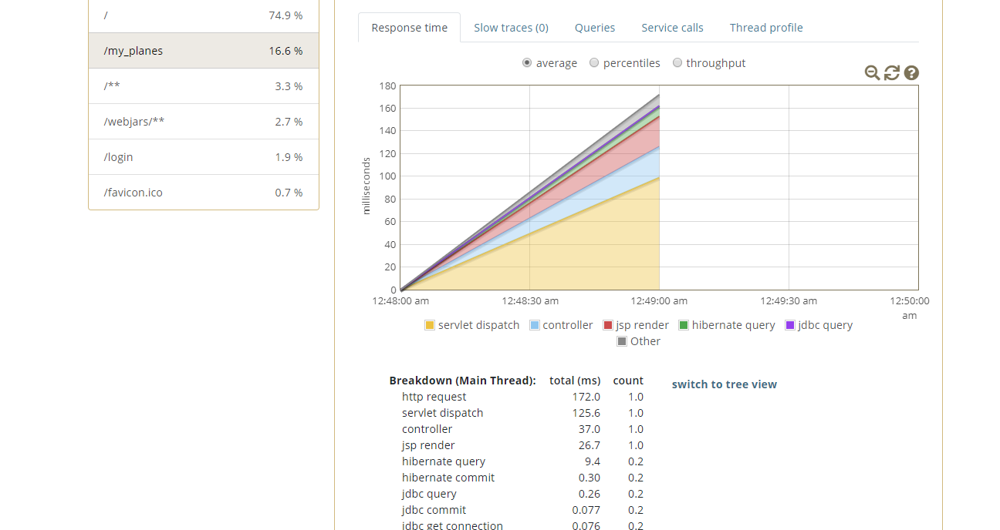 / 74.9 %
/my_planes 16.6 %
/** 3.3 %
/webjars/** 2.7 %
/login 1.9 %
/favicon.ico 0.7 %
Response time Slow traces (0) Queries Service calls Thread profile
average percentiles throughput
180
160
140
120
100
80
60
40
20
0
milliseconds
12:48:00 am 12:48:30 am 12:49:00 am 12:49:30 am 12:50:00
am
servlet dispatch controller jsp render hibernate query jdbc query
Other
Breakdown (Main Thread): total (ms) count
http request 172.0 1.0
servlet dispatch 125.6 1.0
controller 37.0 1.0
jsp render 26.7 1.0
hibernate query 9.4 0.2
hibernate commit 0.30 0.2
jdbc query 0.26 0.2
jdbc commit 0.077 0.2
jdbc get connection 0.076 0.2
switch to tree view